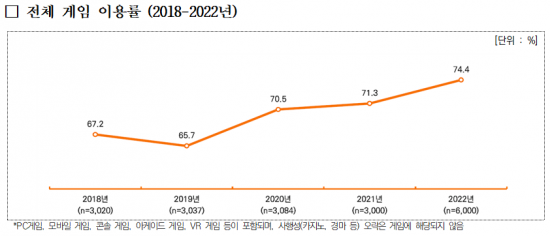 □ 전체 게임 이용률 (2018-2022년)
[단위 : %]
67.2
65.7
70.5
71.3
74.4
2018년 2019년 2020년 2021년 2022년
(n=3,020) (n=3,037) (n=3,084) (n=3,000) (n=6,000)
*PC게임, 모바일 게임, 콘솔 게임, 아케이드 게임, VR 게임 등이 포함되며, 사행성(카지노, 경마 등) 오락은 게임에 해당되지 않음